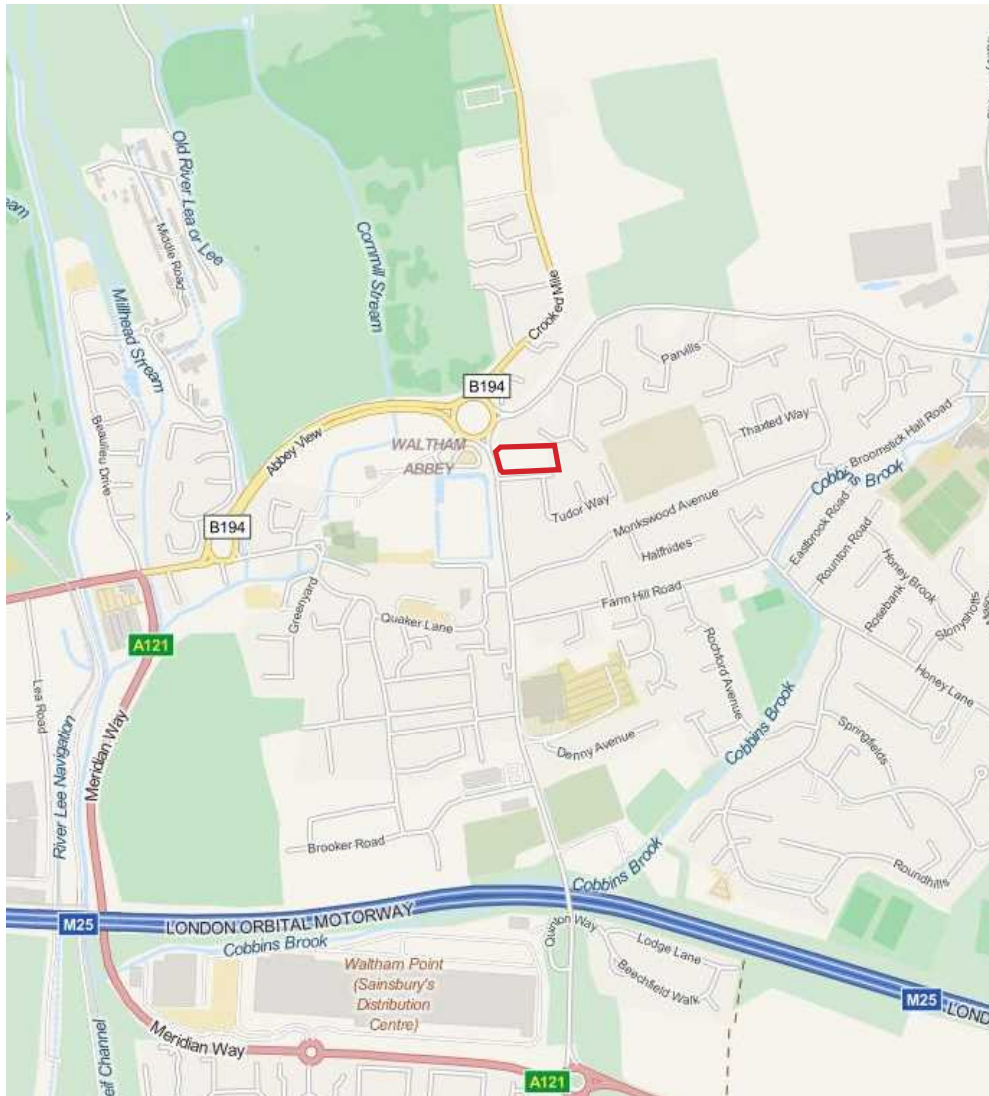 Old River Lea or Lee
Middle Road
Cornmill Stream
Millhead Stream
Crooked Mile
Parvills
B194
Thaxted Way
Beaulieu Drive
Abbey View
WALTHAM
ABBEY
Broomstick Hall Road
Cobbins Brook
Tudor Way
Monkswood Avenue
B194
Eastbrook Road
Rounton Road
Halfhides
Honey Brook
Rosebank
Stonyshotts
Farm Hill Road
Greenyard
Quaker Lane
A121
Rochford Avenue
Honey Lane
Lea Road
Cobbins Brook
Springfields
Meridian Way
Denny Avenue
River Lee Navigation
Brooker Road
Roundhills
Cobbins Brook
LONDON ORBITAL MOTORWAY
M25
Quinton Way
Cobbins Brook
Lodge Lane
Waltham Point
(Sainsbury's
Distribution
Centre)
Beechfield Walk
M25
LOND
Meridian Way
eif Channel
A121